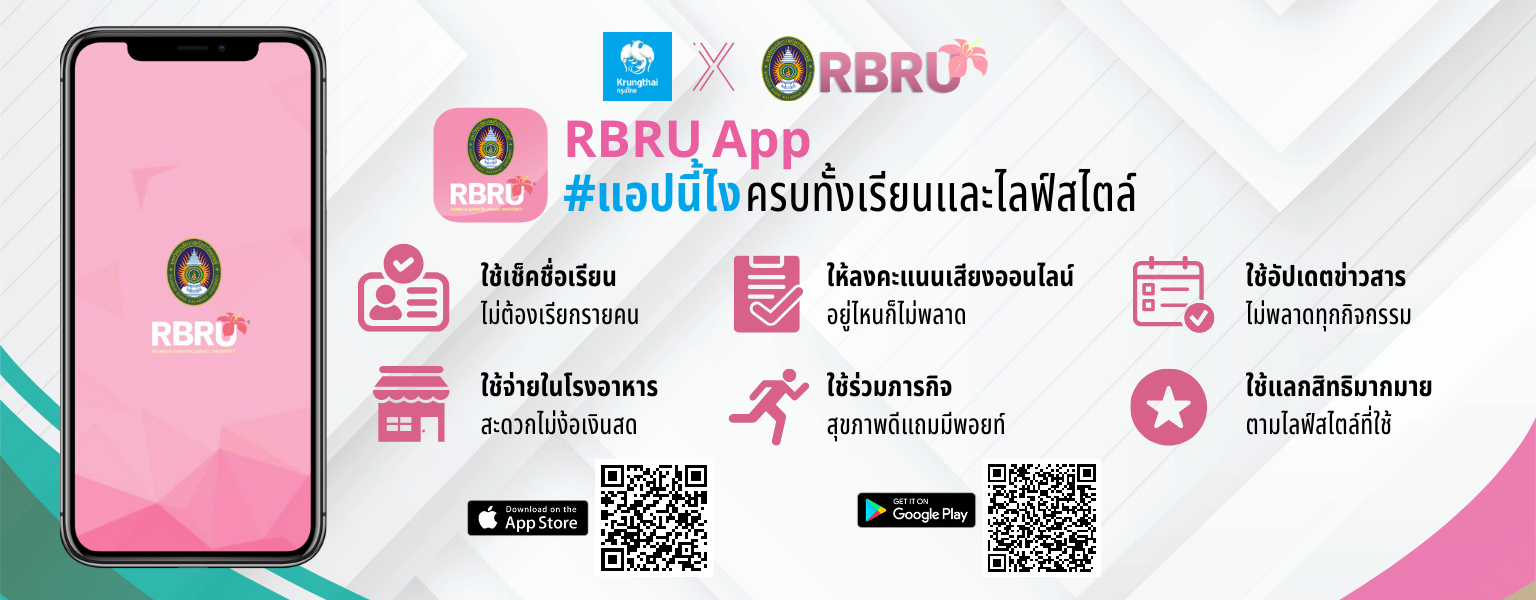 Krungthai
กรุงไทย
RBRU
RBRU App
RBRU
#แอปนี้ไง ครบทั้งเรียนและไลฟ์สไตล์
RBRU
ใช้เช็คชื่อเรียน
ไม่ต้องเรียกรายคน
ให้ลงคะแนนเสียงออนไลน์
อยู่ไหนก็ไม่พลาด
ใช้อัปเดตข่าวสาร
ไม่พลาดทุกกิจกรรม
ใช้จ่ายในโรงอาหาร
สะดวกไม่ง้อเงินสด
ใช้ร่วมภารกิจ
สุขภาพดีแถมมีพอยท์
ใช้แลกสิทธิมากมาย
ตามไลฟ์สไตล์ที่ใช้
Download on the
App Store
GET IT ON
Google Play